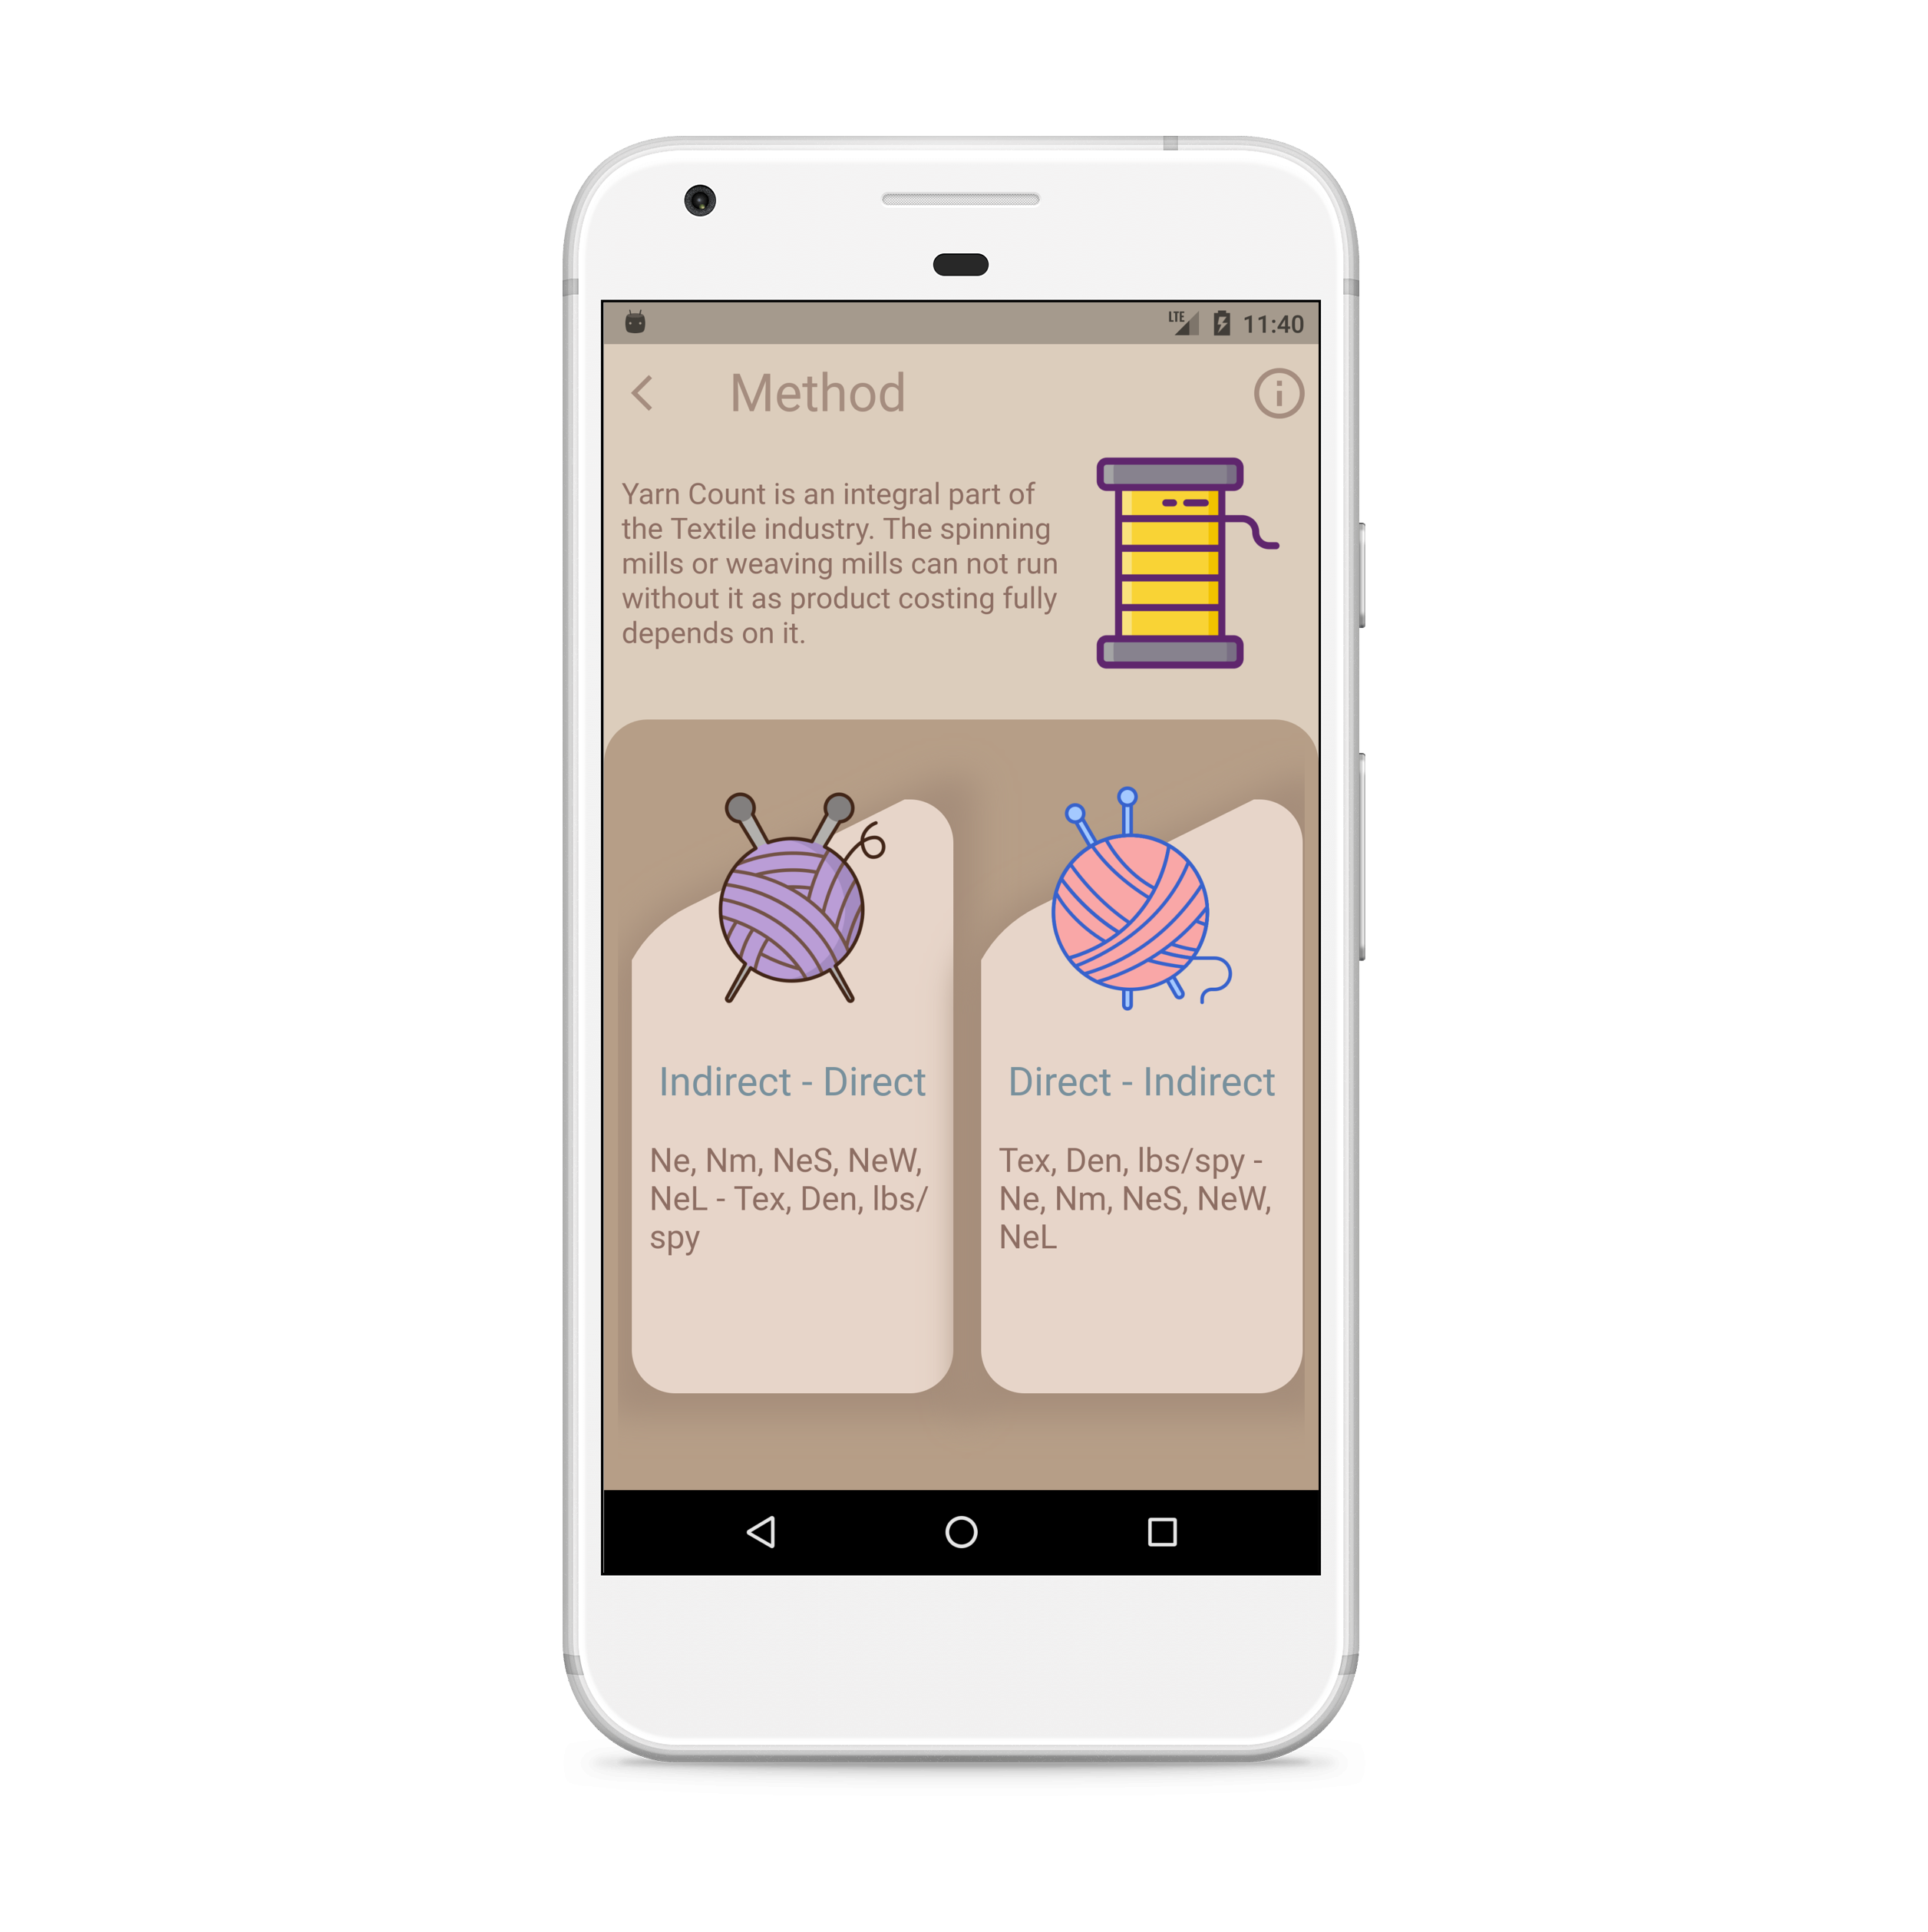 LTE 11:40
Method
Yarn Count is an integral part of
the Textile industry. The spinning
mills or weaving mills can not run
without it as product costing fully
depends on it.
Indirect - Direct
Ne, Nm, NeS, NeW,
NeL - Tex, Den, lbs/
spy
Direct - Indirect
Tex, Den, lbs/spy -
Ne, Nm, NeS, NeW,
NeL